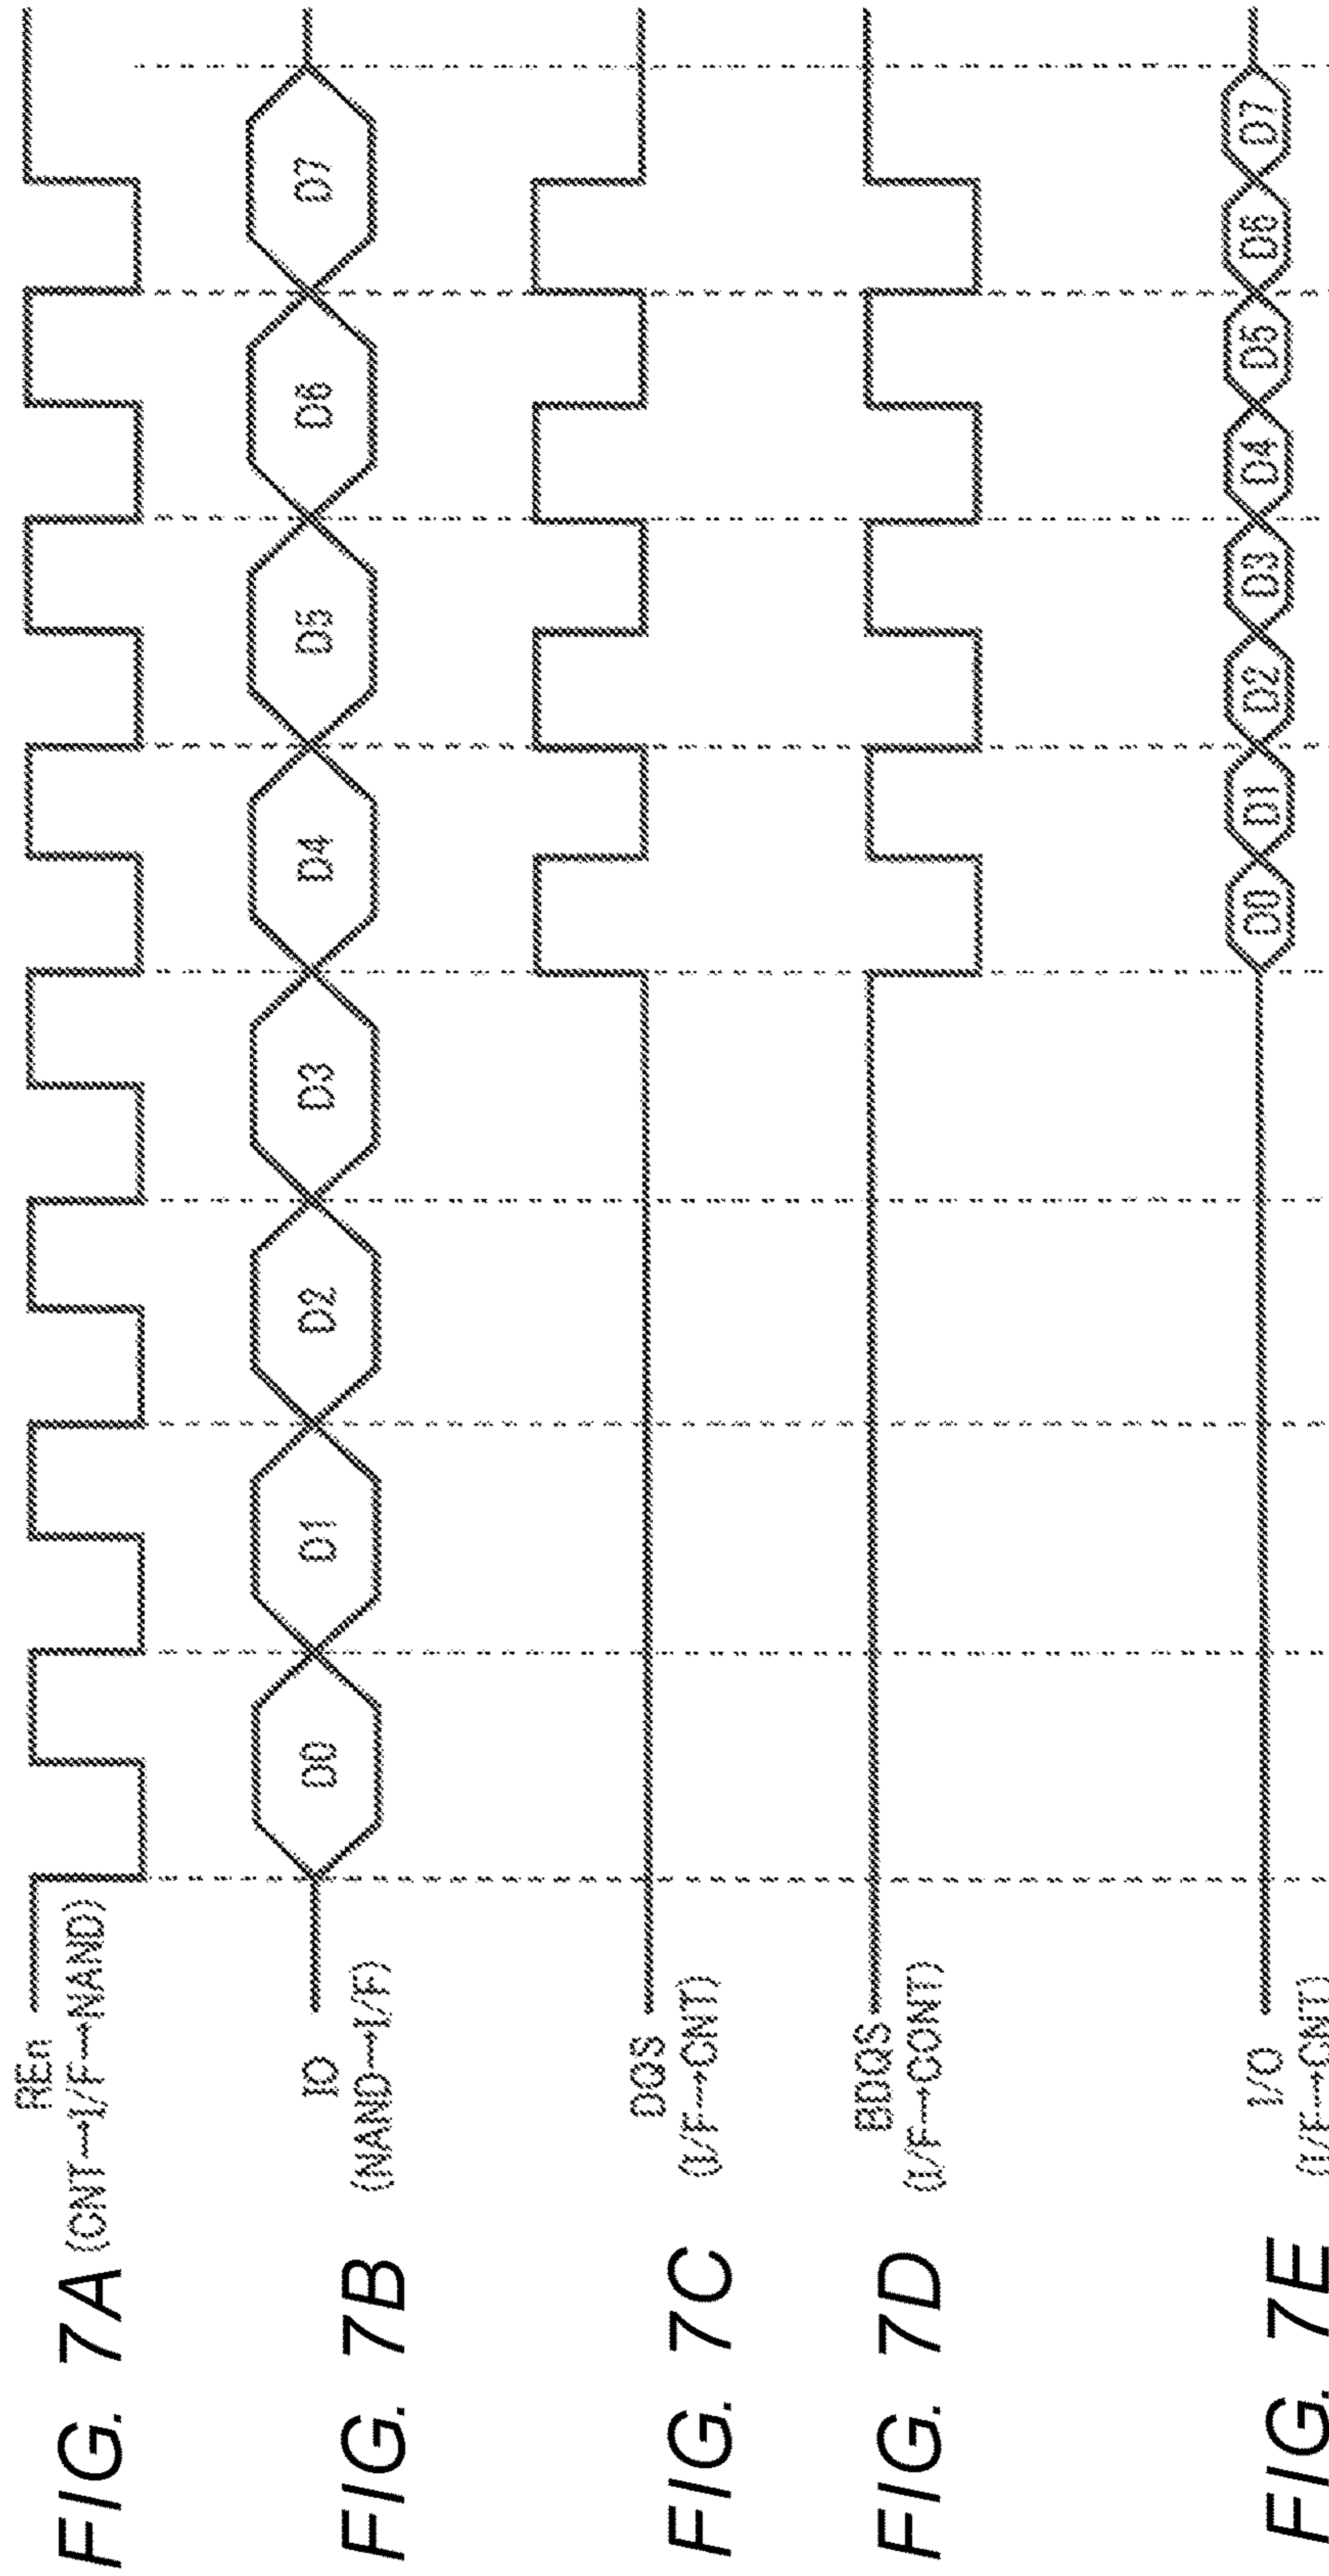 FIG. 7A
REn
(CNT→I/F→NAND)
FIG. 7B
IO
(NAND→I/F)
D0 D1 D2 D3 D4 D5 D6 D7
FIG. 7C
DQS
(I/F→CNT)
FIG. 7D
BDQS
(I/F→CONT)
FIG. 7E
I/O
(I/F→CNT)
D0 D1 D2 D3 D4 D5 D6 D7